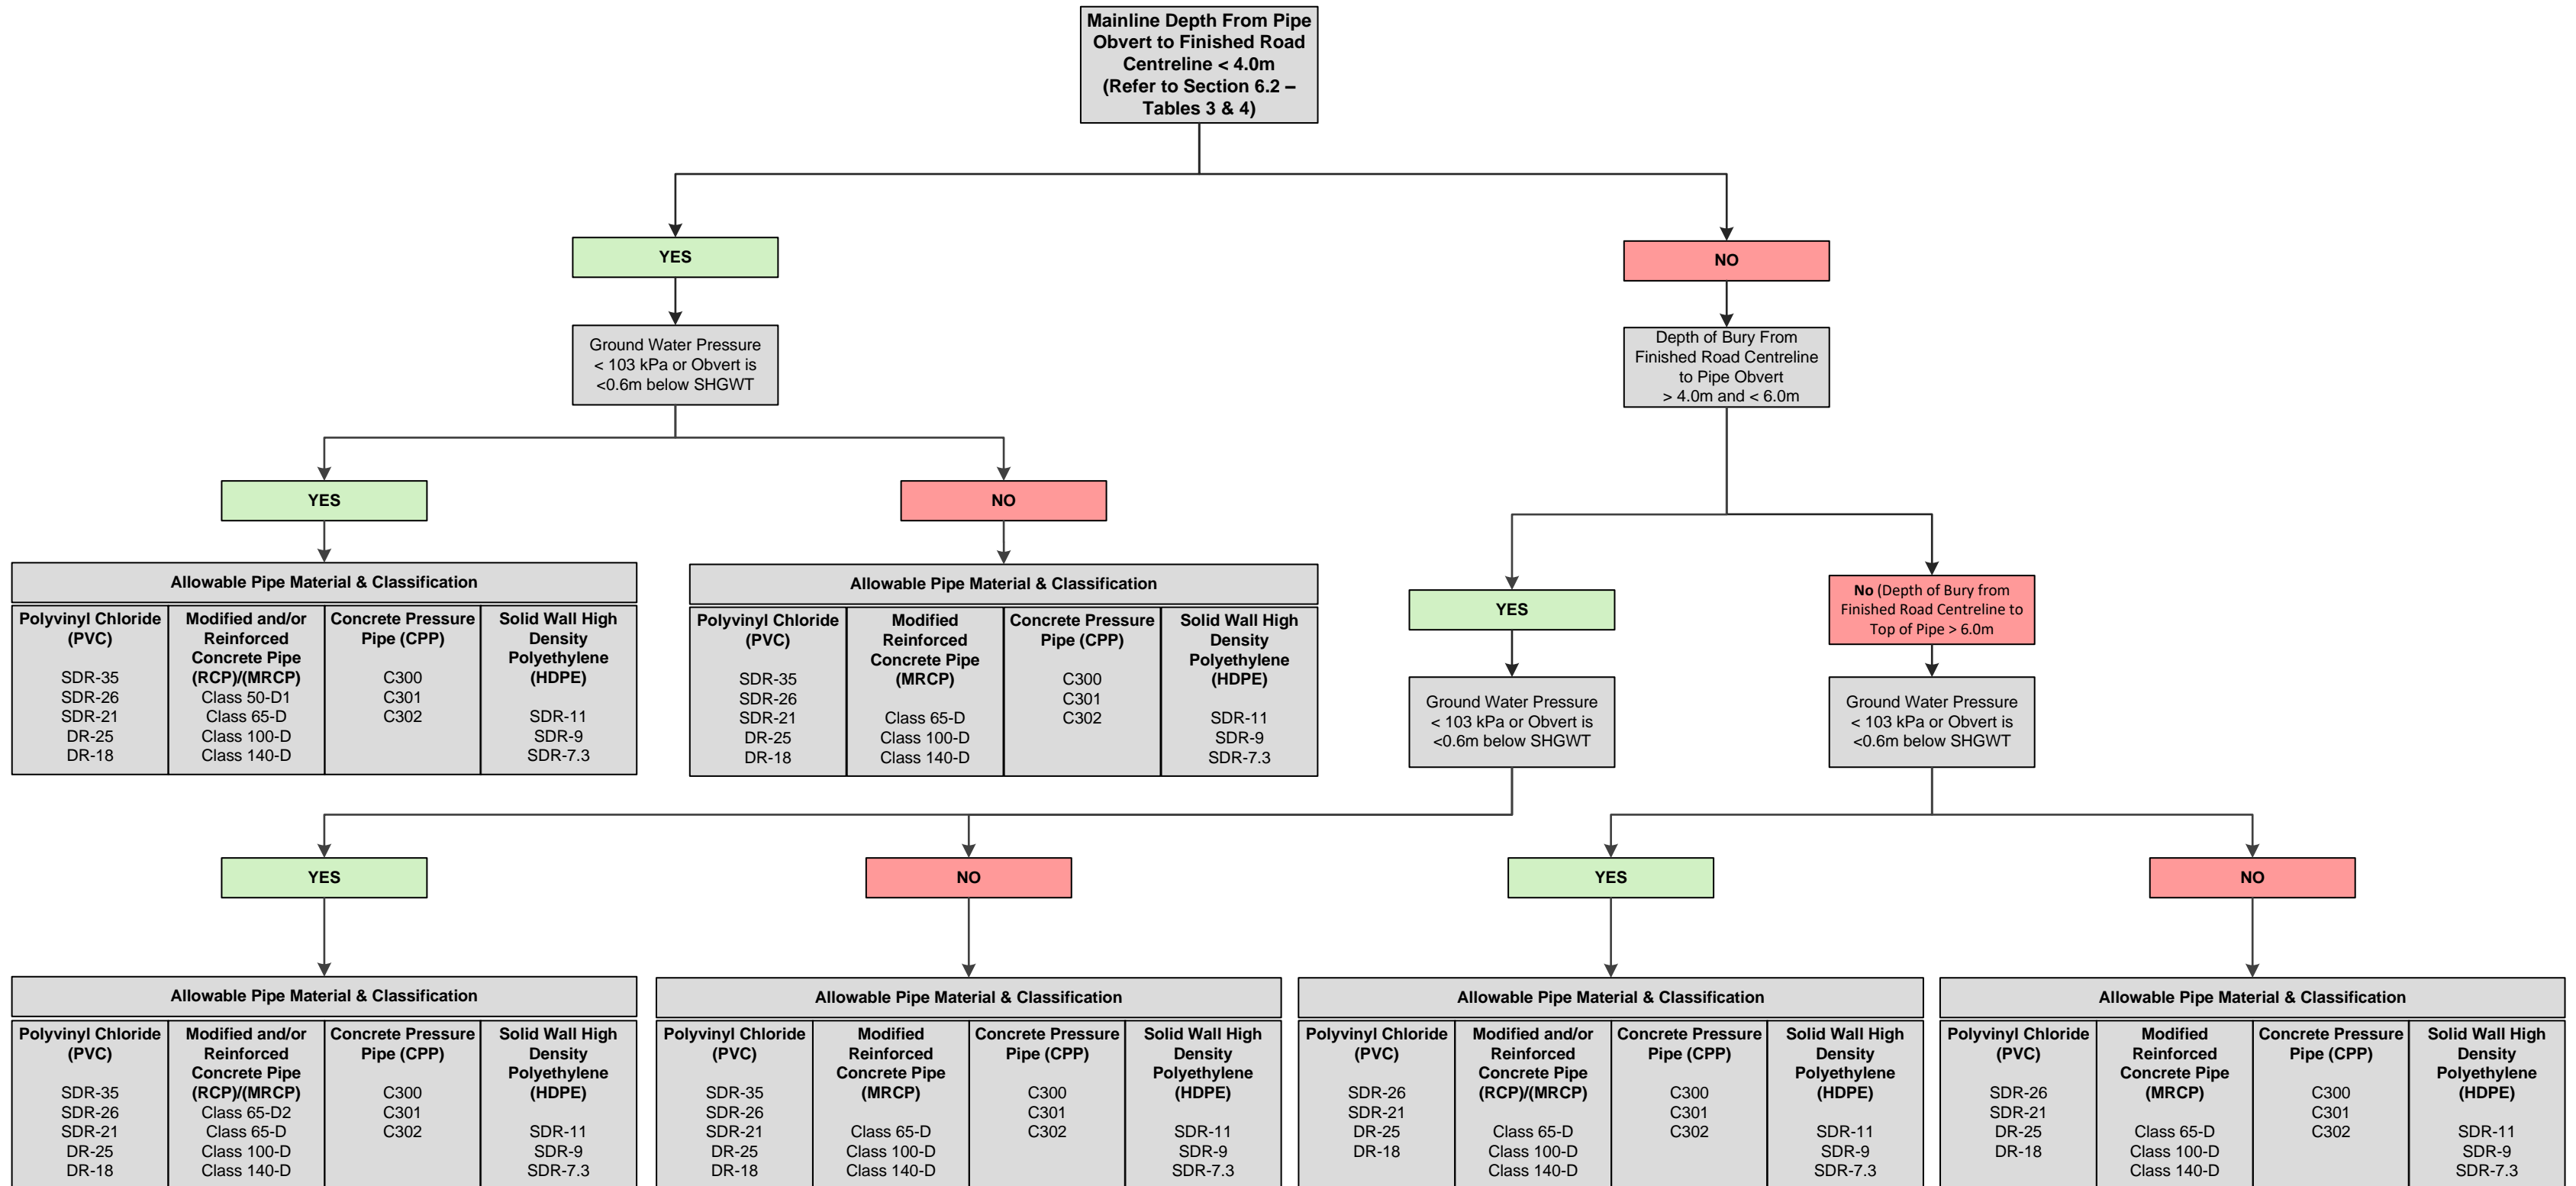 Mainline Depth From Pipe
Obvert to Finished Road
Centreline < 4.0m
(Refer to Section 6.2 –
Tables 3 & 4)
YES
NO
Ground Water Pressure
< 103 kPa or Obvert is
<0.6m below SHGWT
Depth of Bury From
Finished Road Centreline
to Pipe Obvert
> 4.0m and < 6.0m
YES
NO
Allowable Pipe Material & Classification
Polyvinyl Chloride
(PVC)
SDR-35
SDR-26
SDR-21
DR-25
DR-18
Modified and/or
Reinforced
Concrete Pipe
(RCP)/(MRCP)
Class 50-D1
Class 65-D
Class 100-D
Class 140-D
Concrete Pressure
Pipe (CPP)
C300
C301
C302
Solid Wall High
Density
Polyethylene
(HDPE)
SDR-11
SDR-9
SDR-7.3
Allowable Pipe Material & Classification
Polyvinyl Chloride
(PVC)
SDR-35
SDR-26
SDR-21
DR-25
DR-18
Modified
Reinforced
Concrete Pipe
(MRCP)
Class 65-D
Class 100-D
Class 140-D
Concrete Pressure
Pipe (CPP)
C300
C301
C302
Solid Wall High
Density
Polyethylene
(HDPE)
SDR-11
SDR-9
SDR-7.3
YES
No (Depth of Bury from
Finished Road Centreline to
Top of Pipe > 6.0m
Ground Water Pressure
< 103 kPa or Obvert is
<0.6m below SHGWT
Ground Water Pressure
< 103 kPa or Obvert is
<0.6m below SHGWT
YES
NO
YES
NO
Allowable Pipe Material & Classification
Polyvinyl Chloride
(PVC)
SDR-35
SDR-26
SDR-21
DR-25
DR-18
Modified and/or
Reinforced
Concrete Pipe
(RCP)/(MRCP)
Class 65-D2
Class 65-D
Class 100-D
Class 140-D
Concrete Pressure
Pipe (CPP)
C300
C301
C302
Solid Wall High
Density
Polyethylene
(HDPE)
SDR-11
SDR-9
SDR-7.3
Allowable Pipe Material & Classification
Polyvinyl Chloride
(PVC)
SDR-35
SDR-26
SDR-21
DR-25
DR-18
Modified
Reinforced
Concrete Pipe
(MRCP)
Class 65-D
Class 100-D
Class 140-D
Concrete Pressure
Pipe (CPP)
C300
C301
C302
Solid Wall High
Density
Polyethylene
(HDPE)
SDR-11
SDR-9
SDR-7.3
Allowable Pipe Material & Classification
Polyvinyl Chloride
(PVC)
SDR-26
SDR-21
DR-25
DR-18
Modified and/or
Reinforced
Concrete Pipe
(RCP)/(MRCP)
Class 65-D
Class 100-D
Class 140-D
Concrete Pressure
Pipe (CPP)
C300
C301
C302
Solid Wall High
Density
Polyethylene
(HDPE)
SDR-11
SDR-9
SDR-7.3
Allowable Pipe Material & Classification
Polyvinyl Chloride
(PVC)
SDR-26
SDR-21
DR-25
DR-18
Modified
Reinforced
Concrete Pipe
(MRCP)
Class 65-D
Class 100-D
Class 140-D
Concrete Pressure
Pipe (CPP)
C300
C301
C302
Solid Wall High
Density
Polyethylene
(HDPE)
SDR-11
SDR-9
SDR-7.3